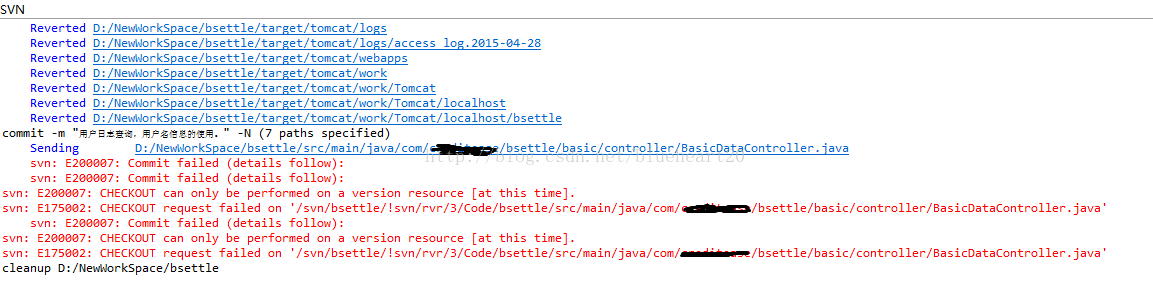 SVN
Reverted D:/NewWorkSpace/bsettle/target/tomcat/logs
Reverted D:/NewWorkSpace/bsettle/target/tomcat/logs/access_log.2015-04-28
Reverted D:/NewWorkSpace/bsettle/target/tomcat/webapps
Reverted D:/NewWorkSpace/bsettle/target/tomcat/work
Reverted D:/NewWorkSpace/bsettle/target/tomcat/work/Tomcat
Reverted D:/NewWorkSpace/bsettle/target/tomcat/work/Tomcat/localhost
Reverted D:/NewWorkSpace/bsettle/target/tomcat/work/Tomcat/localhost/bsettle
commit -m "用户日志查询，用户名信息的使用。" -N (7 paths specified)
Sending D:/NewWorkSpace/bsettle/src/main/java/com/ /bsettle/basic/controller/BasicDataController.java
http://blog.csdn.net/blueheart20
svn: E200007: Commit failed (details follow):
svn: E200007: Commit failed (details follow):
svn: E200007: CHECKOUT can only be performed on a version resource [at this time].
svn: E175002: CHECKOUT request failed on '/svn/bsettle/!svn/rvr/3/Code/bsettle/src/main/java/com/ /bsettle/basic/controller/BasicDataController.java'
svn: E200007: Commit failed (details follow):
svn: E200007: CHECKOUT can only be performed on a version resource [at this time].
svn: E175002: CHECKOUT request failed on '/svn/bsettle/!svn/rvr/3/Code/bsettle/src/main/java/com/ /bsettle/basic/controller/BasicDataController.java'
cleanup D:/NewWorkSpace/bsettle